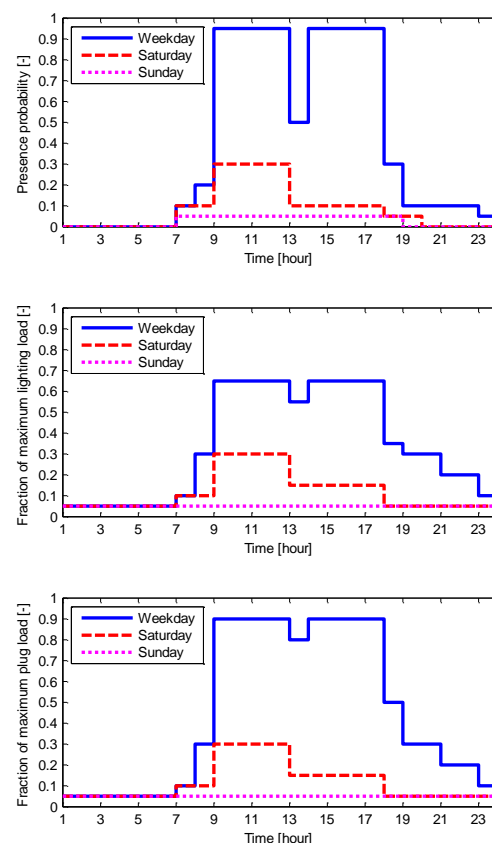 Presence probability [-]
1
0.9
0.8
0.7
0.6
0.5
0.4
0.3
0.2
0.1
0
Weekday
Saturday
Sunday
1 3 5 7 9 11 13 15 17 19 21 23
Time [hour]
Fraction of maximum lighting load [-]
1
0.9
0.8
0.7
0.6
0.5
0.4
0.3
0.2
0.1
0
Weekday
Saturday
Sunday
1 3 5 7 9 11 13 15 17 19 21 23
Time [hour]
Fraction of maximum plug load [-]
1
0.9
0.8
0.7
0.6
0.5
0.4
0.3
0.2
0.1
0
Weekday
Saturday
Sunday
1 3 5 7 9 11 13 15 17 19 21 23
Time [hour]